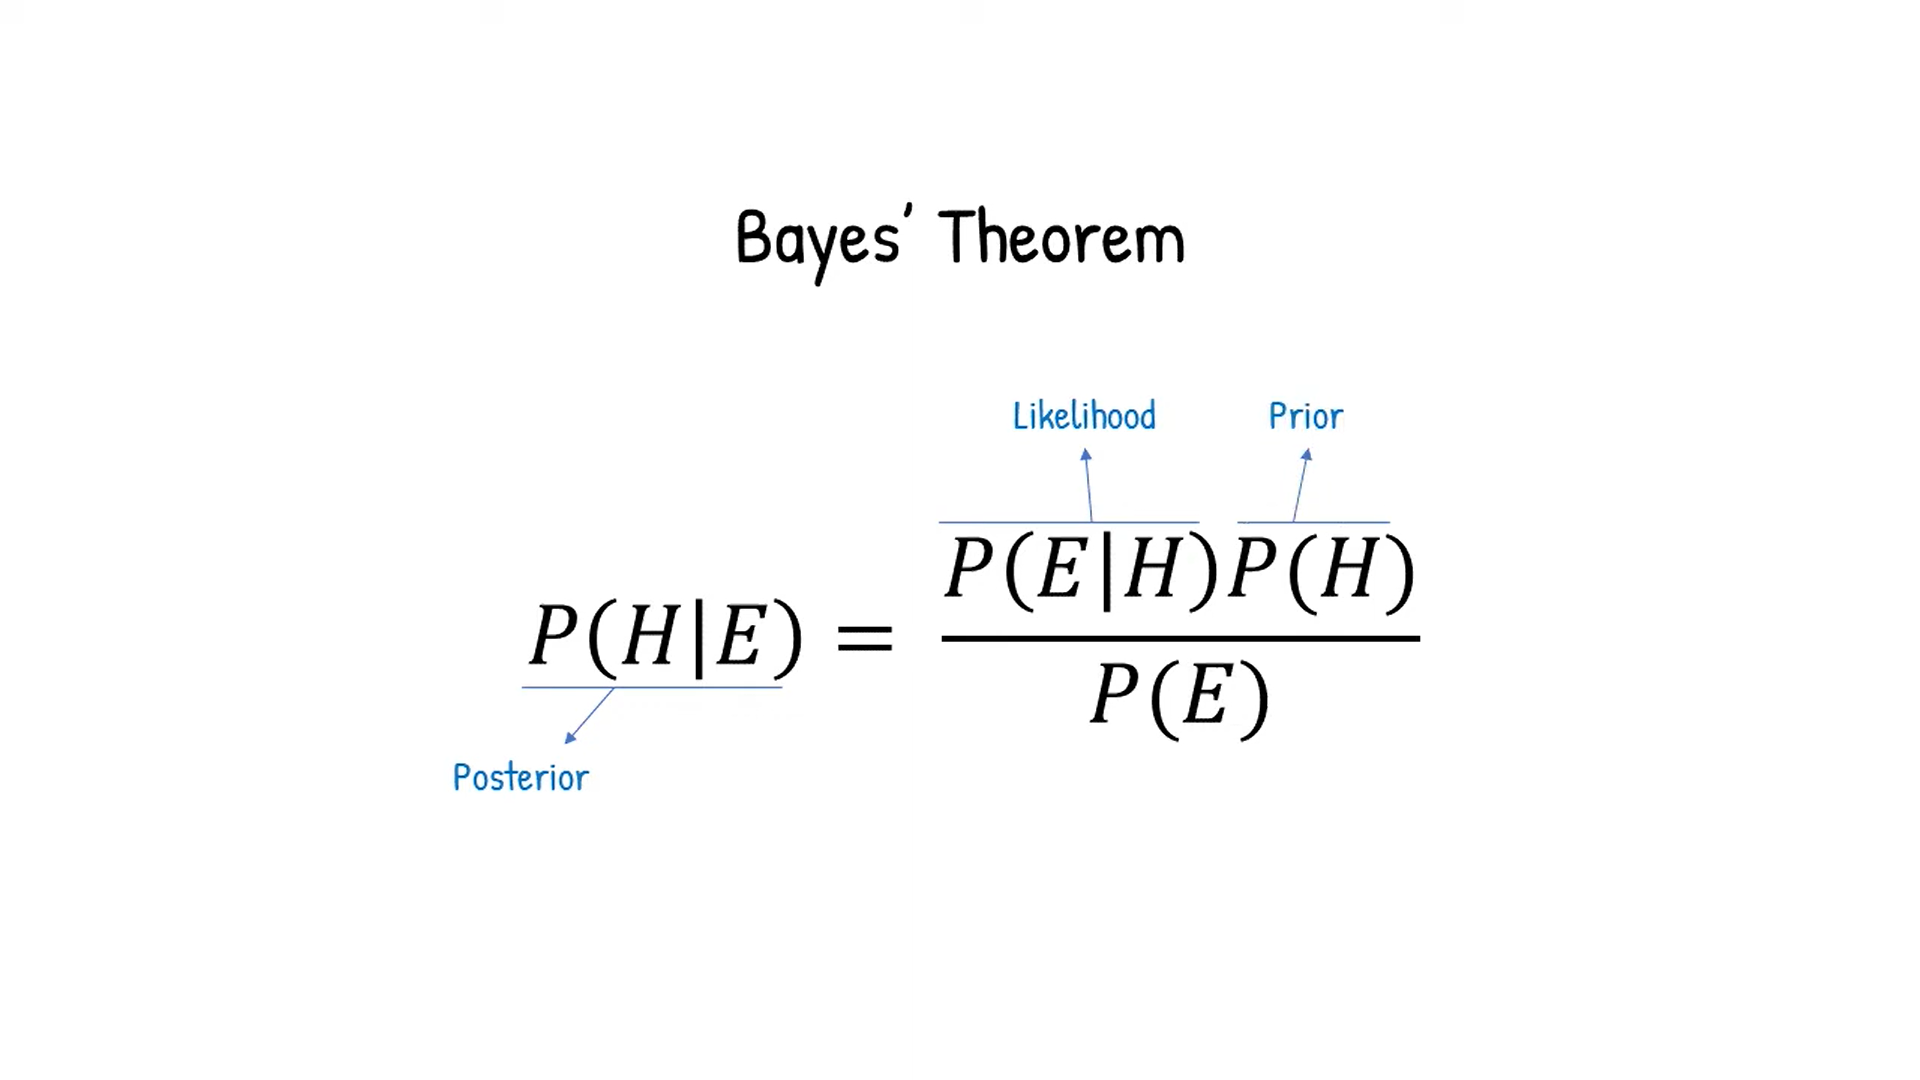 Bayes’ Theorem
Likelihood Prior
P(H|E) = P(E|H)P(H)
P(E)
Posterior